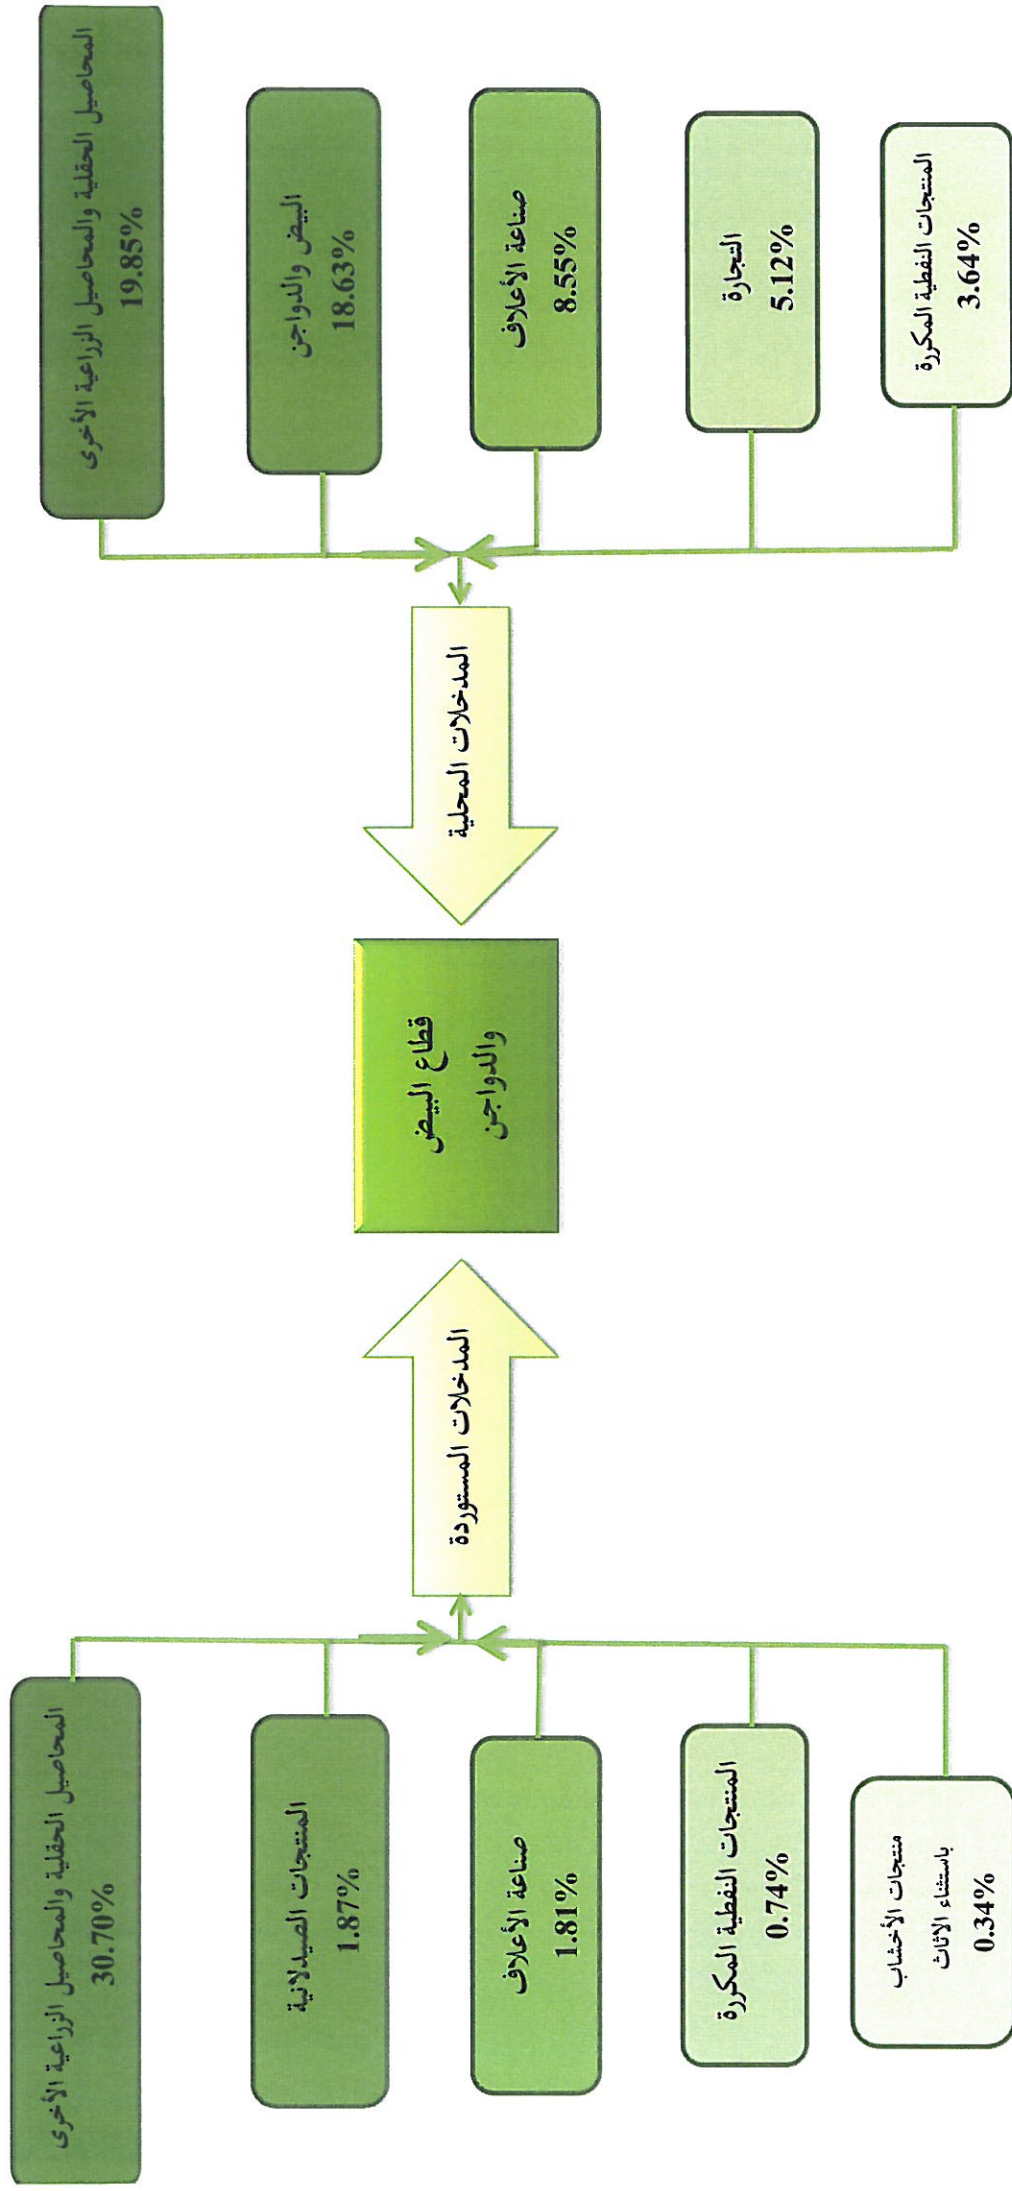 المحاصيل الحقلية والمحاصيل الزراعية الأخرى
19.85%
البيض والدواجن
18.63%
صناعة الأعلاف
8.55%
التجارة
5.12%
المنتجات النفطية المكررة
3.64%
المدخلات المحلية
قطاع البيض
والدواجن
المدخلات المستوردة
المحاصيل الحقلية والمحاصيل الزراعية الأخرى
30.70%
المنتجات الصيدلانية
1.87%
صناعة الأعلاف
1.81%
المنتجات النفطية المكررة
0.74%
منتجات الأخشاب
باستثناء الاثاث
0.34%